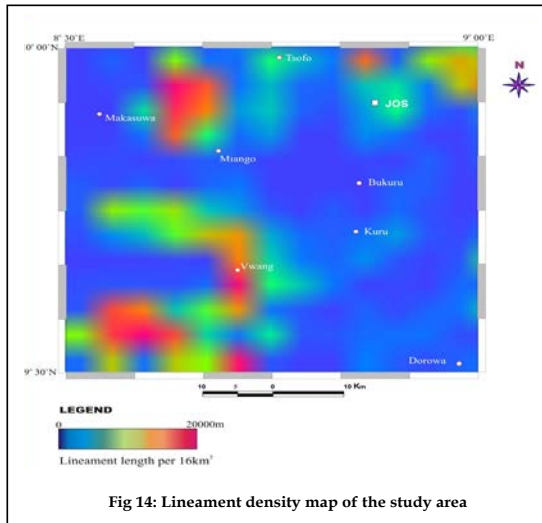 8°30'E
9°00'E
0°00'N
Tsofo
N
JOS
Makasuwa
Miango
Bukuru
Kuru
Vwang
Dorowa
9°30'N
10 5 0 10 Km
LEGEND
0 20000m
Lineament length per 16km²
Fig 14: Lineament density map of the study area